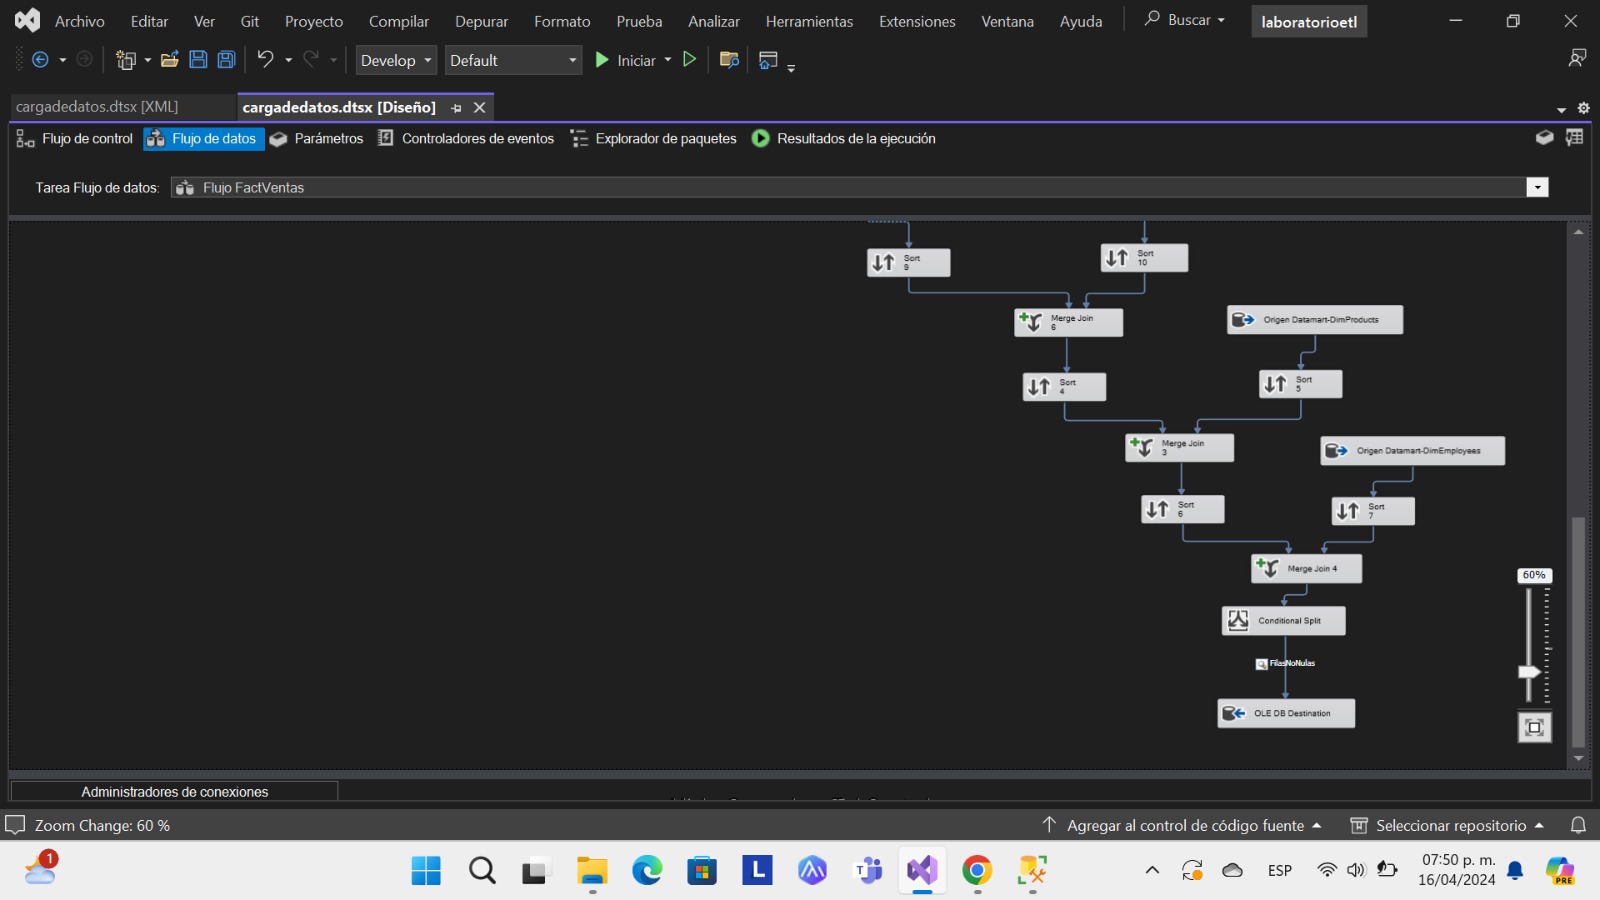 Archivo Editar Ver Git Proyecto Compilar Depurar Formato Prueba Analizar Herramientas Extensiones Ventana Ayuda Buscar laboratorioetl
Develop Default Iniciar
cargadedatos.dtsx [XML] cargadedatos.dtsx [Diseño]
Flujo de control Flujo de datos Parámetros Controladores de eventos Explorador de paquetes Resultados de la ejecución
Tarea Flujo de datos: Flujo FactVentas
Sort
9
Sort
10
Merge Join
6
Origen Datamart-DimProducts
Sort
4
Sort
5
Merge Join
3
Origen Datamart-DimEmployees
Sort
6
Sort
7
Merge Join 4
60%
Conditional Split
FilasNoNulas
OLE DB Destination
Administradores de conexiones
Zoom Change: 60 % Agregar al control de código fuente Seleccionar repositorio
1
L
T
ESP
07:50 p. m.
16/04/2024
PRE